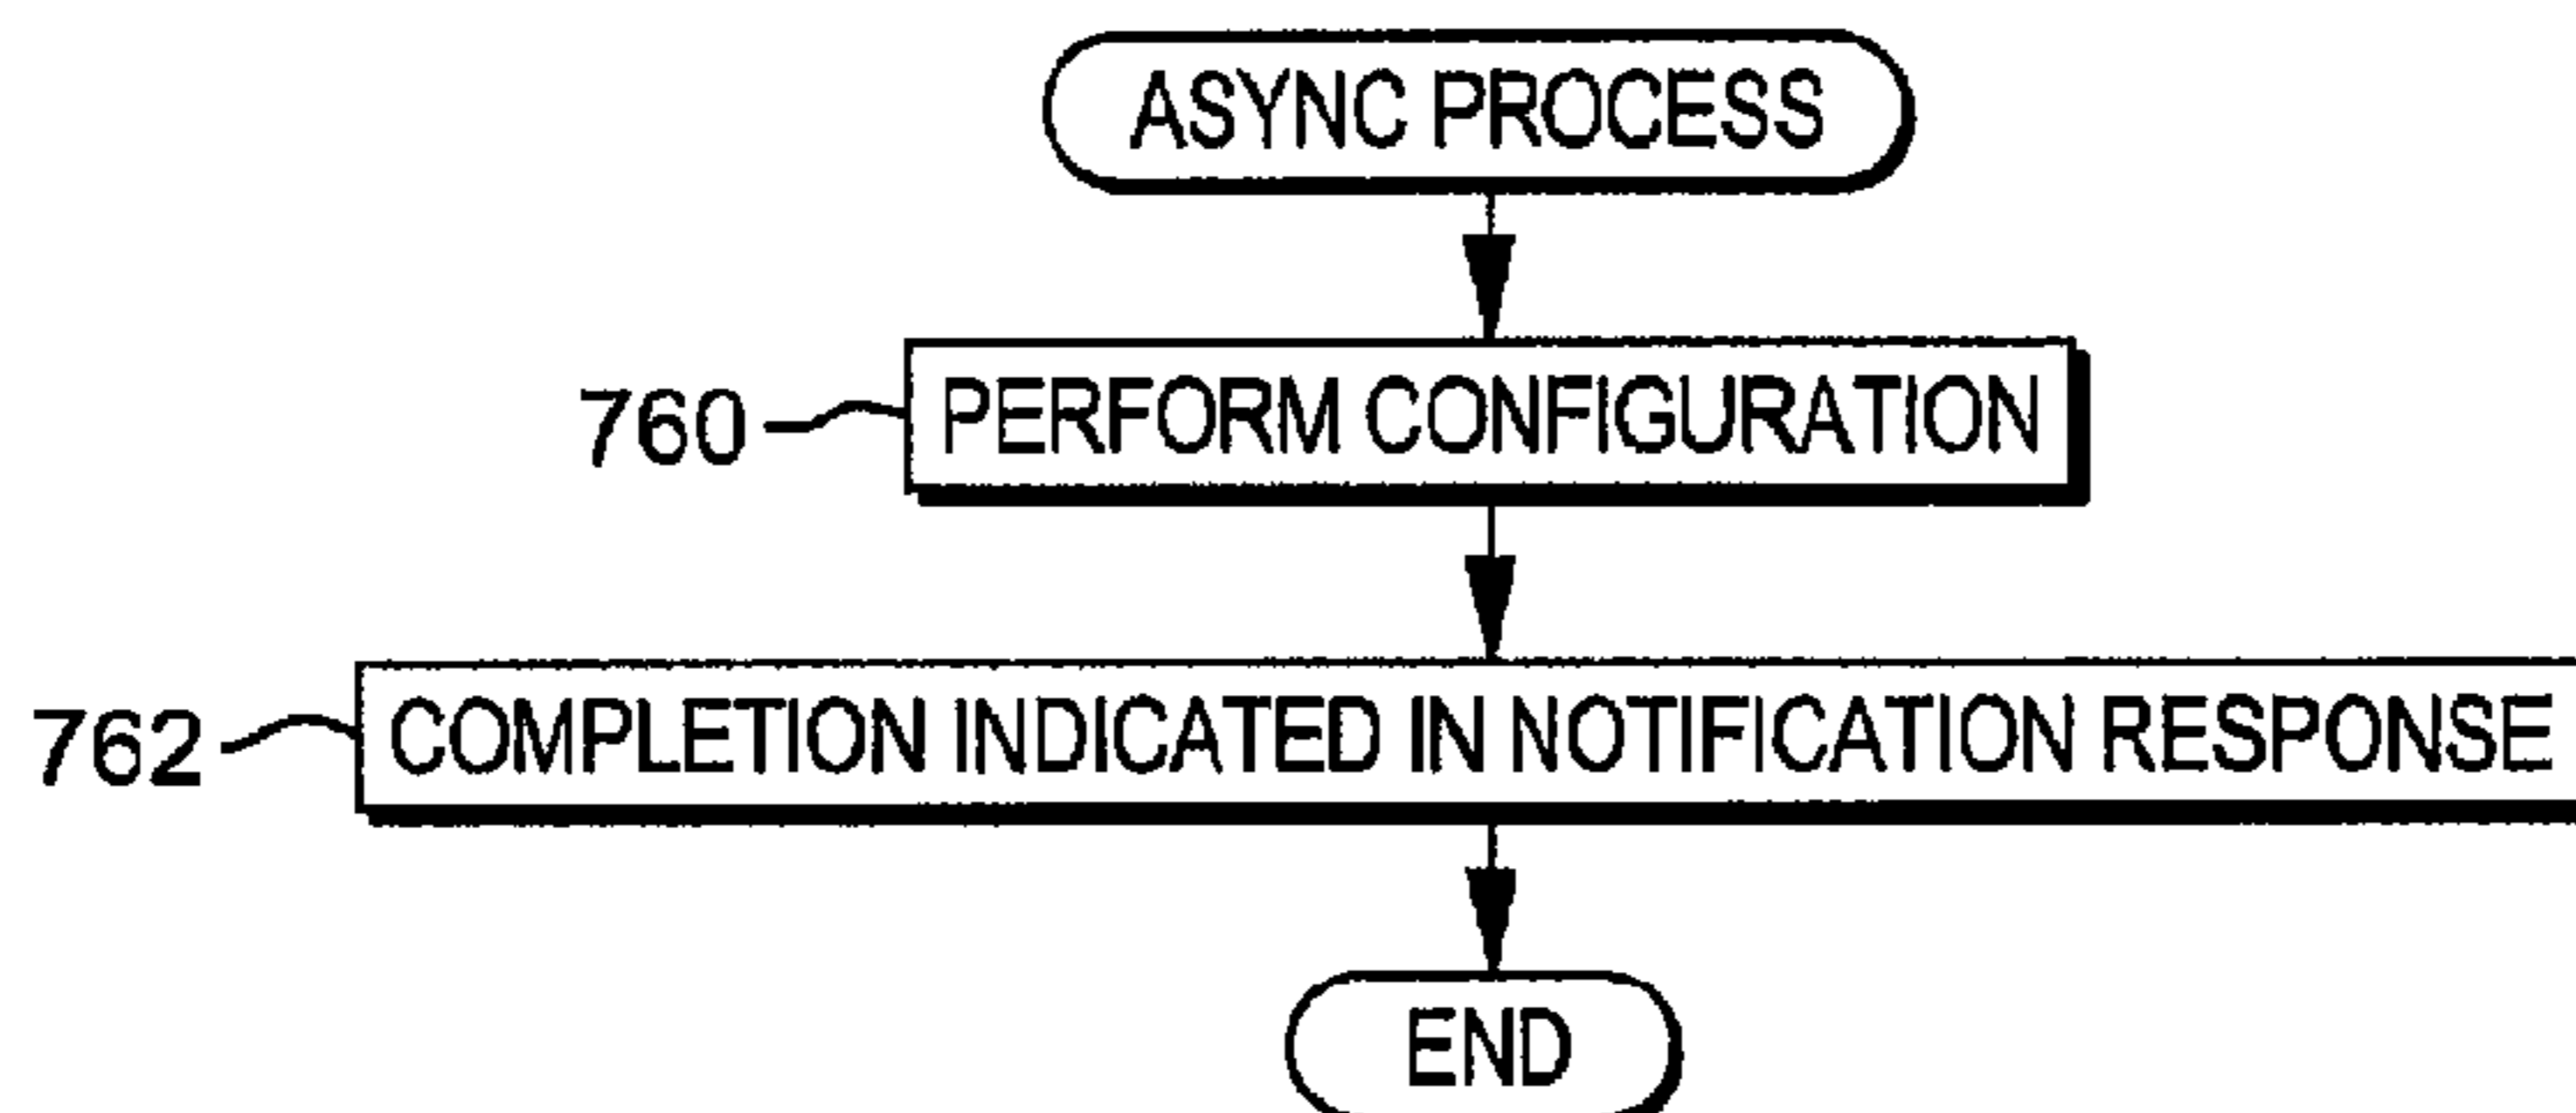 ASYNC PROCESS
760 PERFORM CONFIGURATION
762 COMPLETION INDICATED IN NOTIFICATION RESPONSE
END